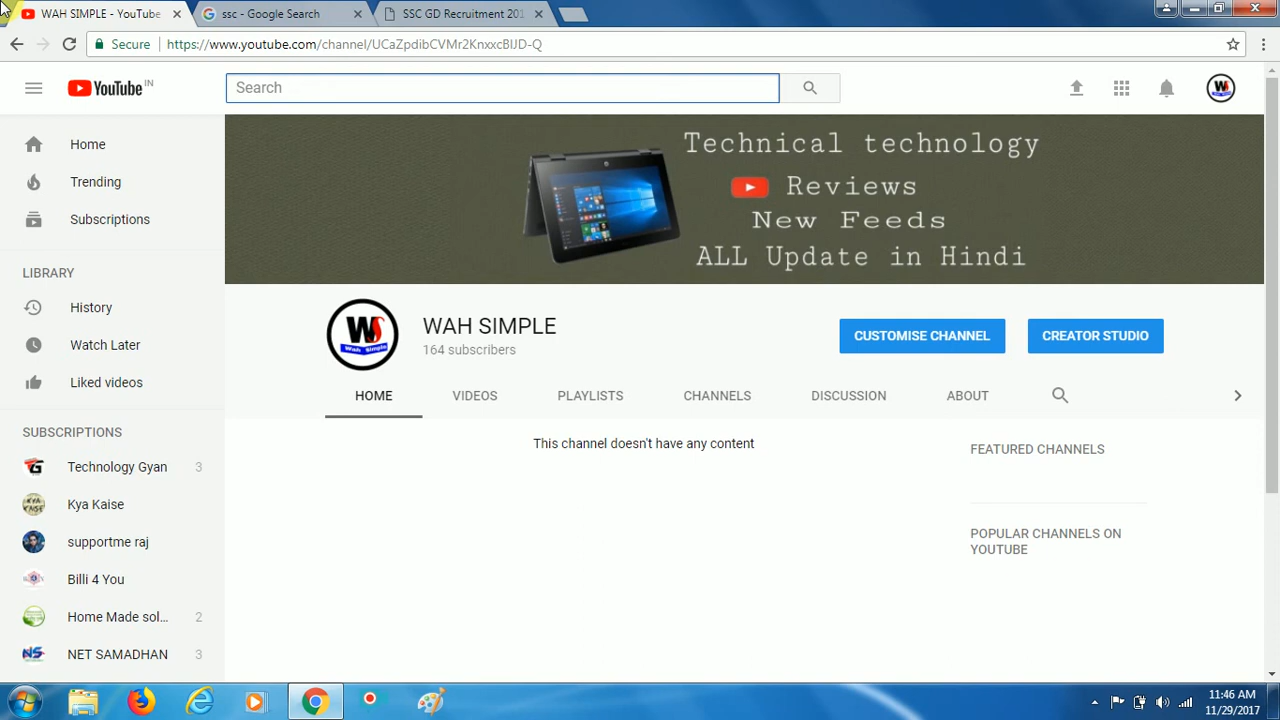 WAH SIMPLE - YouTube
ssc - Google Search
SSC GD Recruitment 201
Secure
https://www.youtube.com/channel/UCaZpdibCVMr2KnxxcBlJD-Q
YouTube IN
Search
Home
Trending
Subscriptions
LIBRARY
History
Watch Later
Liked videos
SUBSCRIPTIONS
Technology Gyan 3
Kya Kaise
supportme raj
Billi 4 You
Home Made sol... 2
NET SAMADHAN 3
Technical technology
Reviews
New Feeds
ALL Update in Hindi
WS
Wah Simple
WAH SIMPLE
164 subscribers
CUSTOMISE CHANNEL
CREATOR STUDIO
HOME
VIDEOS
PLAYLISTS
CHANNELS
DISCUSSION
ABOUT
This channel doesn't have any content
FEATURED CHANNELS
POPULAR CHANNELS ON
YOUTUBE
11:46 AM
11/29/2017